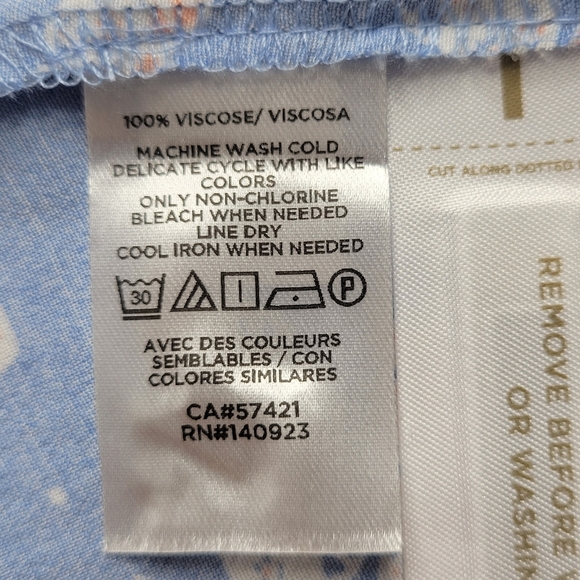 100% VISCOSE/ VISCOSA
MACHINE WASH COLD
DELICATE CYCLE WITH LIKE
COLORS
ONLY NON-CHLORINE
BLEACH WHEN NEEDED
LINE DRY
COOL IRON WHEN NEEDED
30 P
AVEC DES COULEURS
SEMBLABLES / CON
COLORES SIMILARES
CA#57421
RN#140923
CUT ALONG DOTTED
REMOVE BEFORE
OR